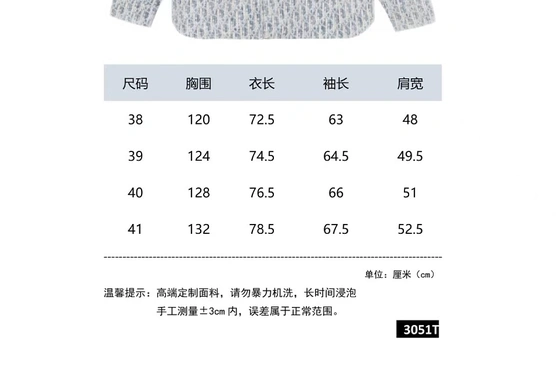 尺码 胸围 衣长 袖长 肩宽
38 120 72.5 63 48
39 124 74.5 64.5 49.5
40 128 76.5 66 51
41 132 78.5 67.5 52.5
单位：厘米（cm）
温馨提示：高端定制面料，请勿暴力机洗，长时间浸泡
手工测量±3cm内，误差属于正常范围。
3051T